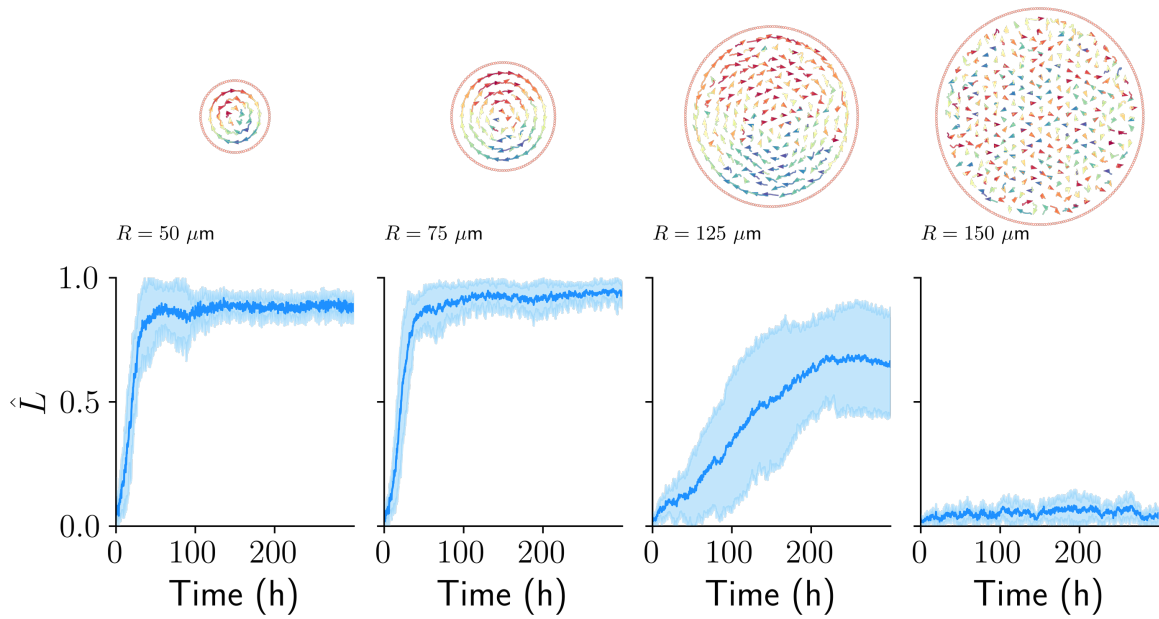 R = 50 μm
R = 75 μm
R = 125 μm
R = 150 μm
1.0
0.5
0.0
L̂
0 100 200
0 100 200
0 100 200
0 100 200
Time (h)
Time (h)
Time (h)
Time (h)